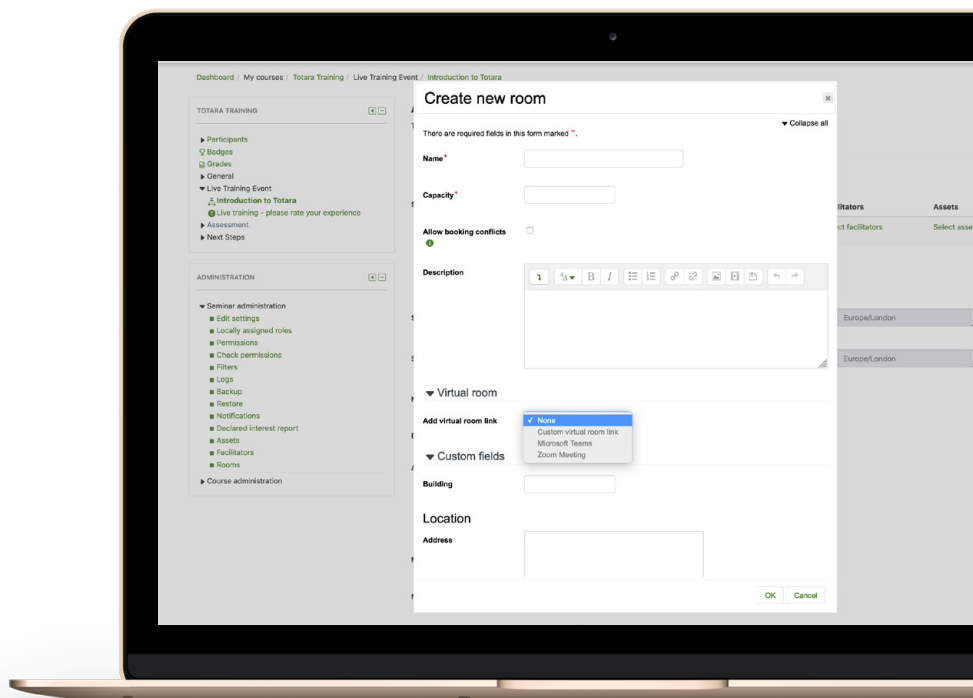 Dashboard / My courses / Totara Training / Live Training Event / Introduction to Totara
TOTARA TRAINING
Participants
Badges
Grades
General
Live Training Event
Introduction to Totara
Live training - please rate your experience
Assessment
Next Steps
ADMINISTRATION
Seminar administration
Edit settings
Locally assigned roles
Permissions
Check permissions
Filters
Logs
Backup
Restore
Notifications
Declared interest report
Assets
Facilitators
Rooms
Course administration
Create new room
Collapse all
There are required fields in this form marked *.
Name*
Capacity*
Allow booking conflicts
Description
B I
Virtual room
Add virtual room link
✓ None
Custom virtual room link
Microsoft Teams
Zoom Meeting
Custom fields
Building
Location
Address
OK Cancel
litators Assets
ct facilitators Select asse
Europe/London
Europe/London